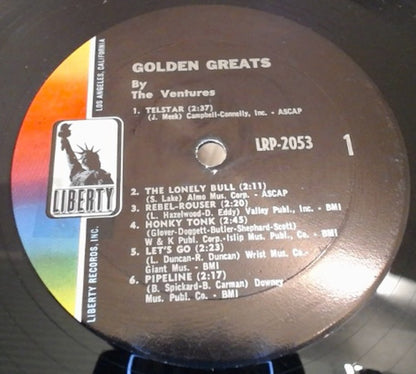 GOLDEN GREATS
By
The Ventures
1. TELSTAR (2:37)
(J. Meek) Campbell-Connelly, Inc. - ASCAP
LRP-2053 1
2. THE LONELY BULL (2:11)
(S. Lake) Almo Mus. Corp. - ASCAP
3. REBEL-ROUSER (2:20)
(L. Hazelwood-D. Eddy) Valley Publ., Inc - BMI
4. HONKY TONK (2:45)
(Glover-Doggett-Butler-Shephard-Scott)
W & K Publ. Corp.-Islip Mus. Publ. Co. - BMI
5. LET'S GO (2:23)
(L. Duncan-R. Duncan) Wrist Mus. Co.-
Giant Mus. - BMI
6. PIPELINE (2:17)
(B. Spickard-B. Carman) Downey
Mus. Publ. Co. - BMI
LIBERTY
LIBERTY RECORDS, INC.
LOS ANGELES, CALIFORNIA